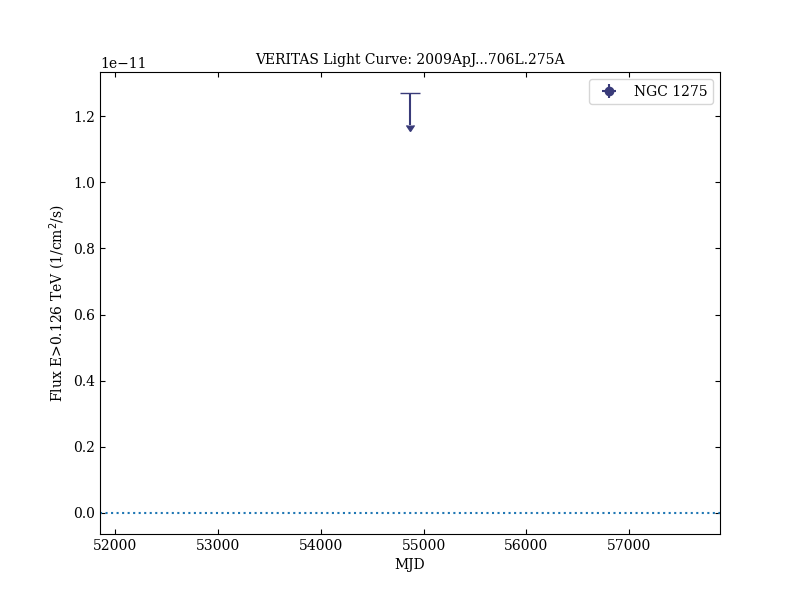 VERITAS Light Curve: 2009ApJ...706L.275A
1e−11
NGC 1275
1.2
1.0
0.8
0.6
0.4
0.2
0.0
Flux E>0.126 TeV (1/cm²/s)
52000 53000 54000 55000 56000 57000
MJD